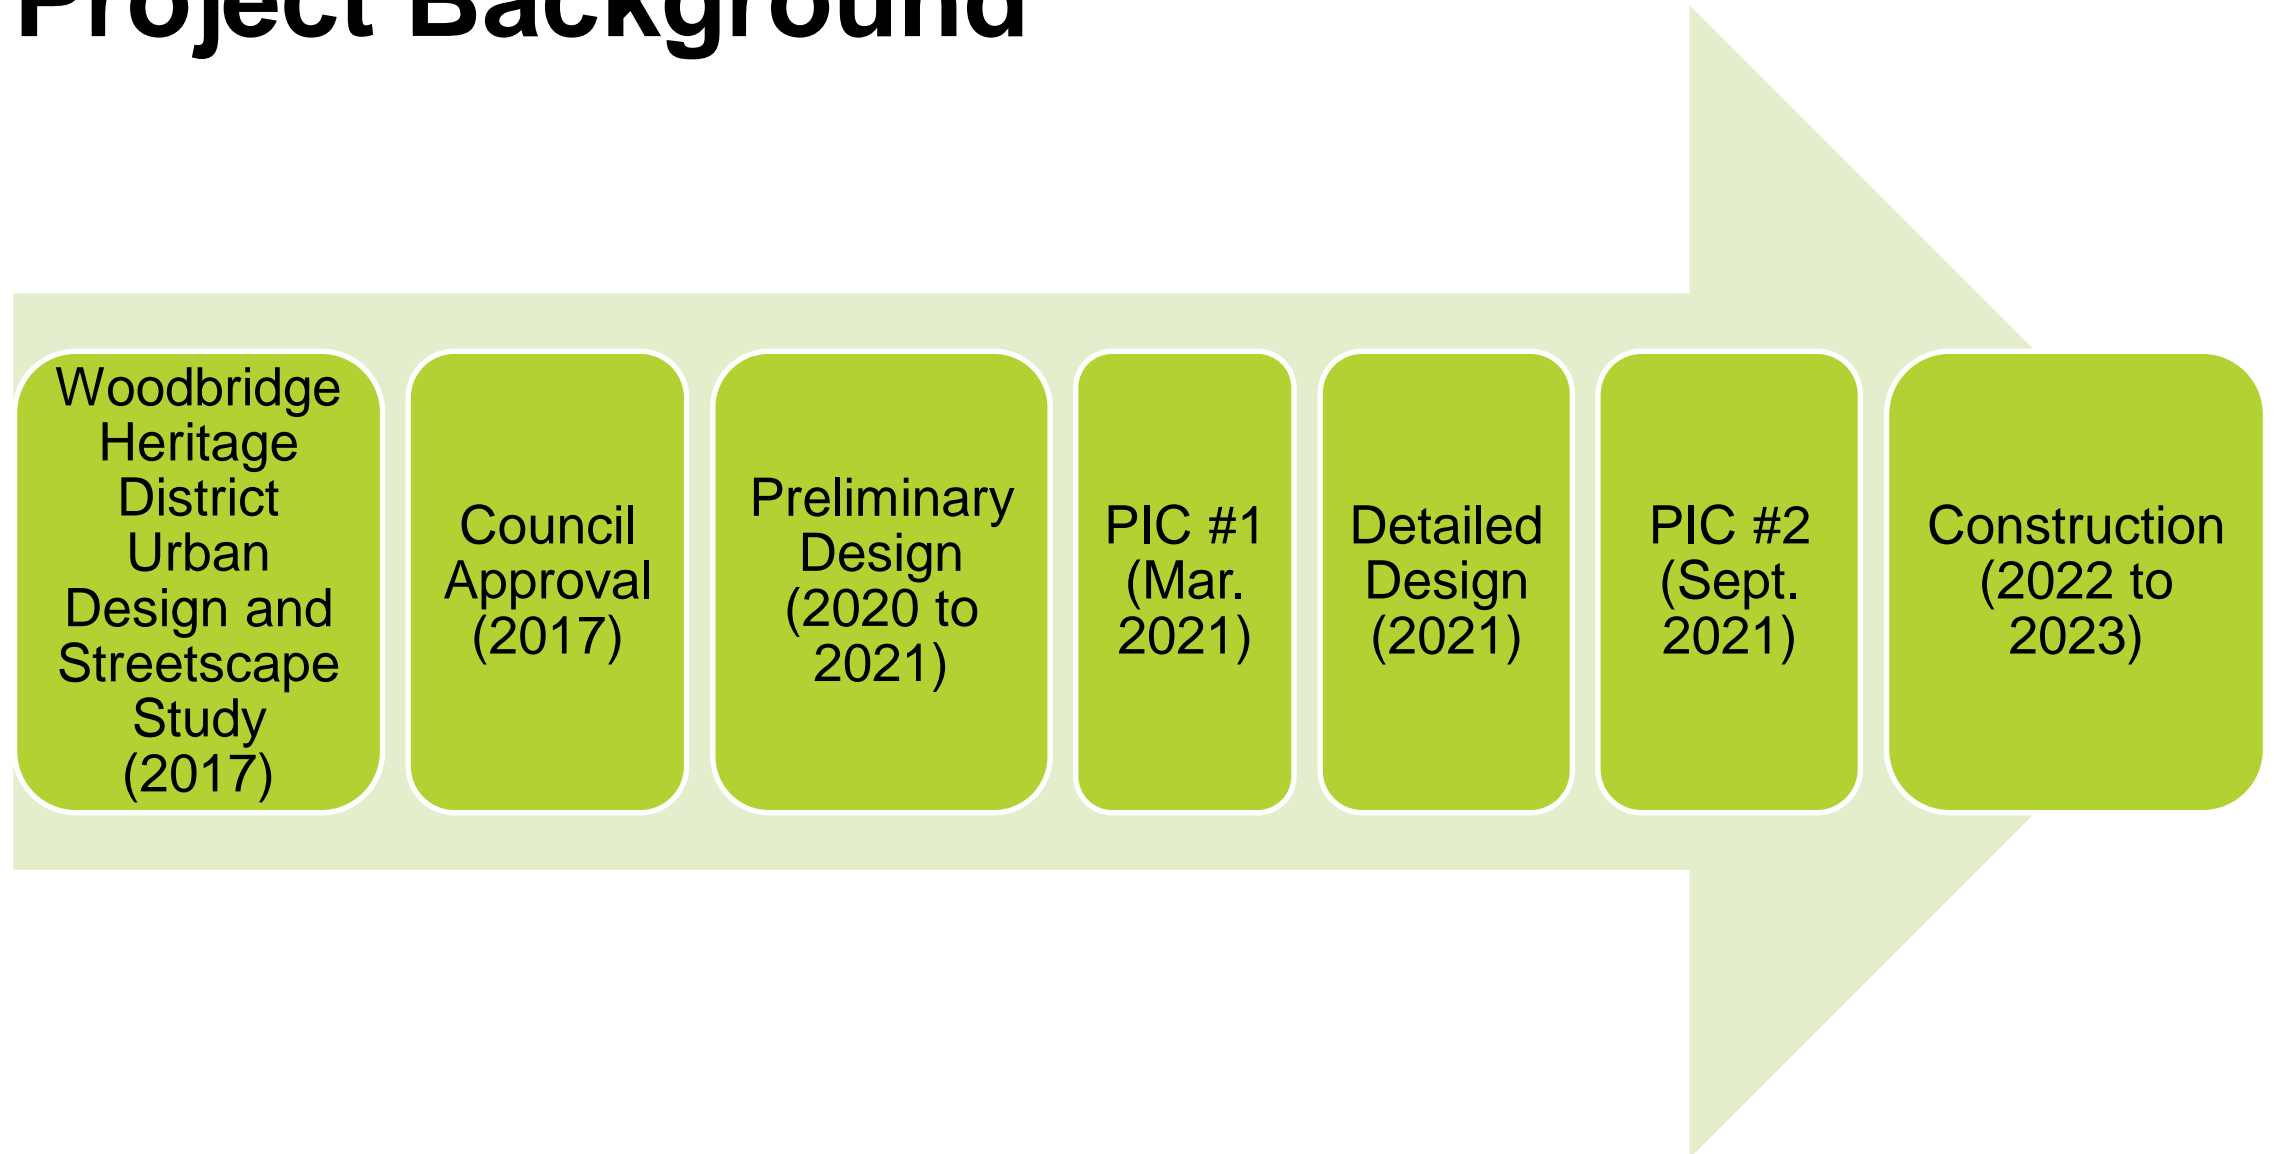 Project Background
Woodbridge
Heritage
District
Urban
Design and
Streetscape
Study
(2017)
Council
Approval
(2017)
Preliminary
Design
(2020 to
2021)
PIC #1
(Mar.
2021)
Detailed
Design
(2021)
PIC #2
(Sept.
2021)
Construction
(2022 to
2023)